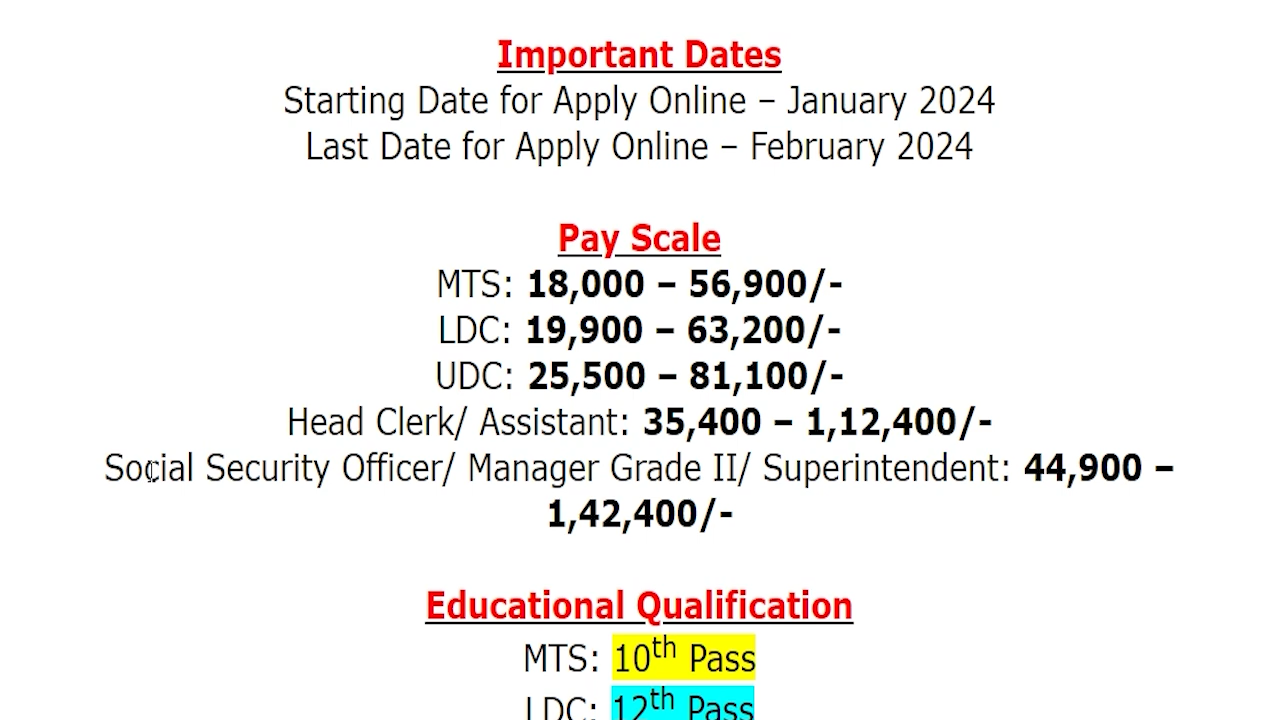 Important Dates
Starting Date for Apply Online – January 2024
Last Date for Apply Online – February 2024
Pay Scale
MTS: 18,000 – 56,900/-
LDC: 19,900 – 63,200/-
UDC: 25,500 – 81,100/-
Head Clerk/ Assistant: 35,400 – 1,12,400/-
Social Security Officer/ Manager Grade II/ Superintendent: 44,900 –
1,42,400/-
Educational Qualification
MTS: 10th Pass
LDC: 12th Pass